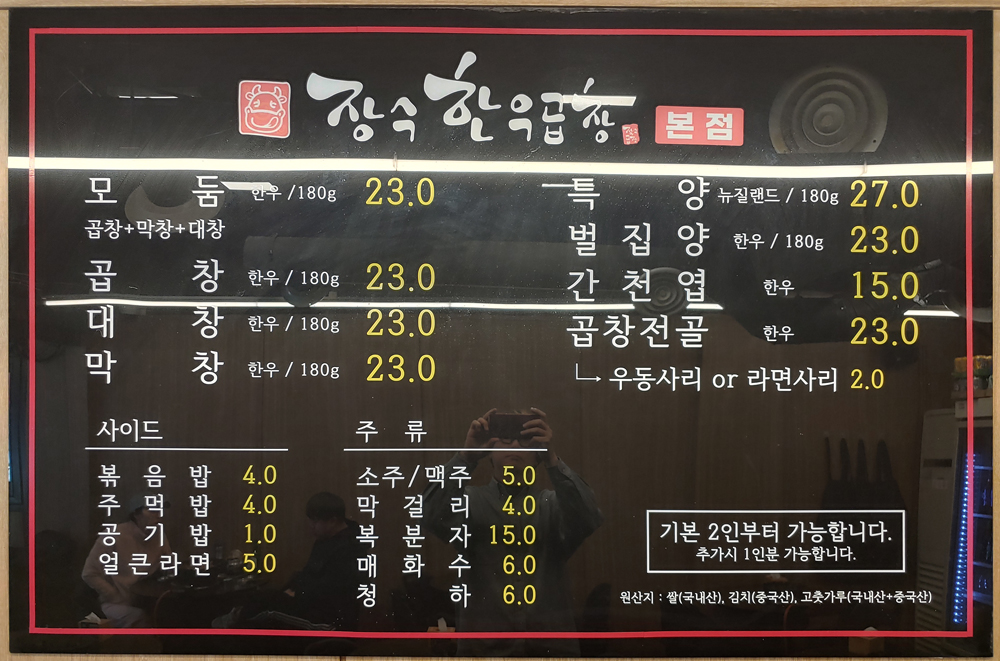 장수한우곱창 본점
모둠 한우 /180g 23.0
곱창+막창+대창
곱창 한우 / 180g 23.0
대창 한우 / 180g 23.0
막창 한우 / 180g 23.0
특양 뉴질랜드 / 180g 27.0
벌집양 한우 / 180g 23.0
간천엽 한우 15.0
곱창전골 한우 23.0
우동사리 or 라면사리 2.0
사이드
볶음밥 4.0
주먹밥 4.0
공기밥 1.0
얼큰라면 5.0
주류
소주/맥주 5.0
막걸리 4.0
복분자 15.0
매화수 6.0
청하 6.0
기본 2인부터 가능합니다.
추가시 1인분 가능합니다.
원산지 : 쌀(국내산), 김치(중국산), 고춧가루(국내산+중국산)